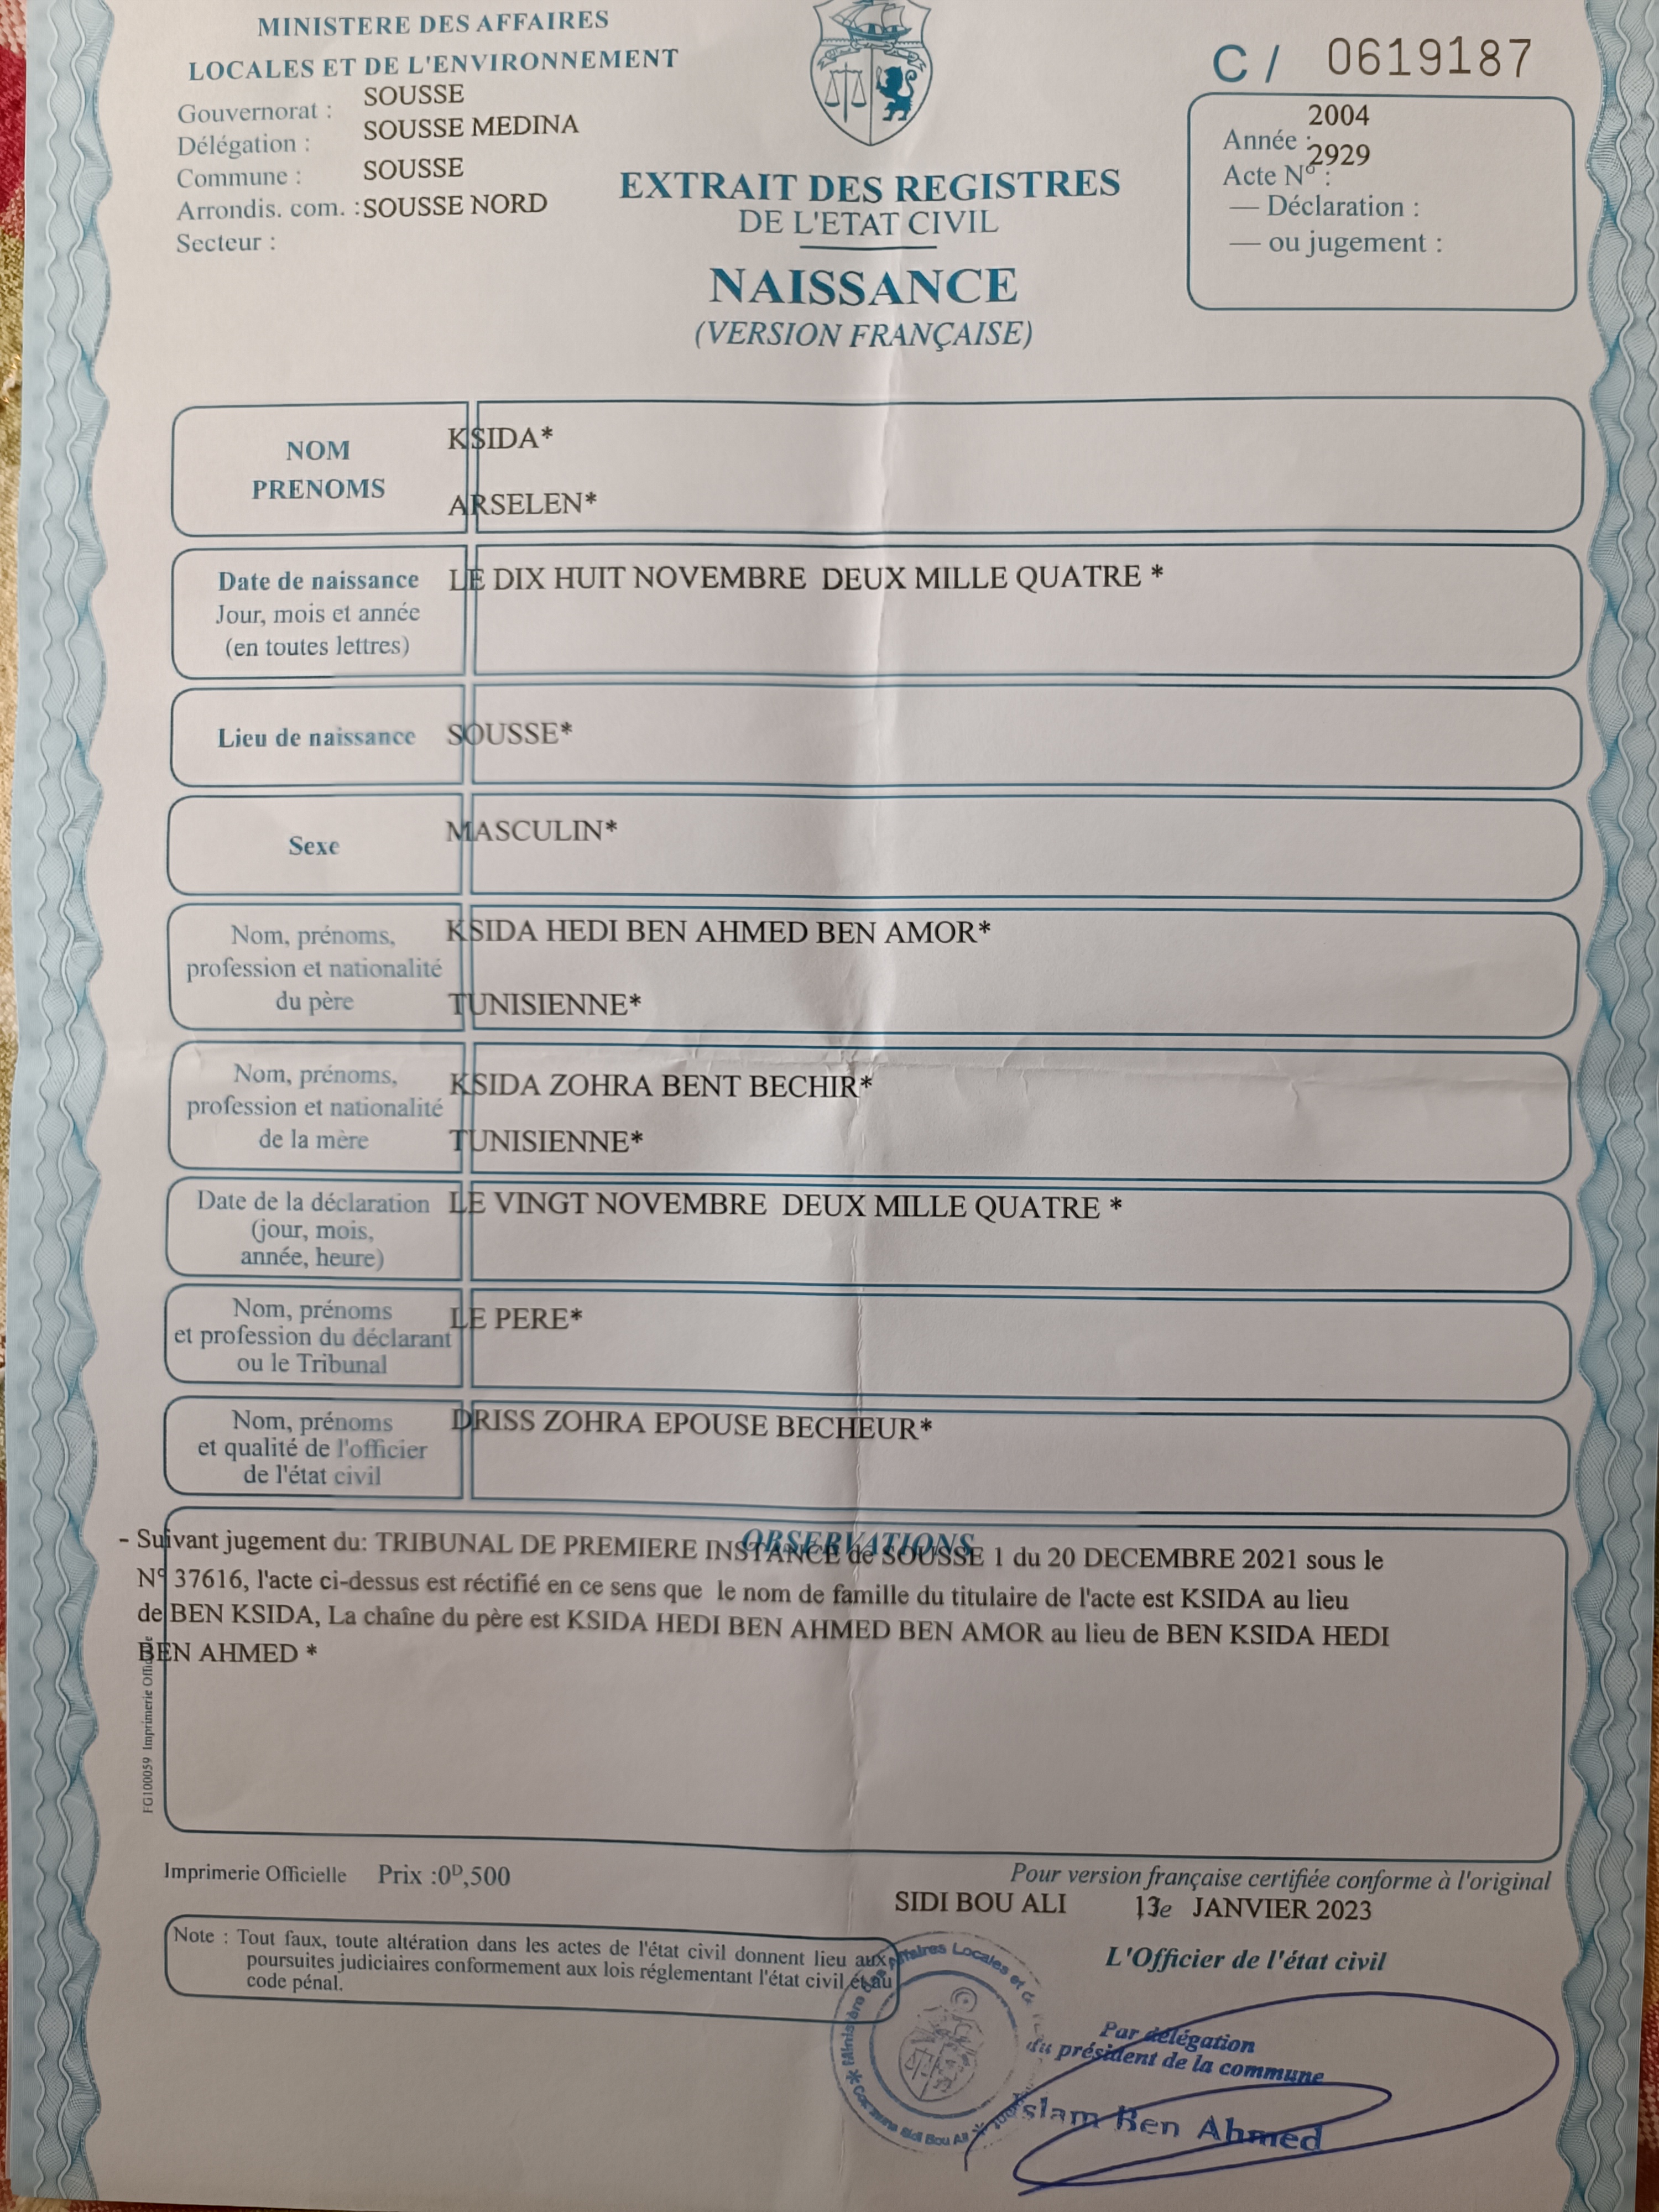 MINISTERE DES AFFAIRES
LOCALES ET DE L'ENVIRONNEMENT
Gouvernorat : SOUSSE
Délégation : SOUSSE MEDINA
Commune : SOUSSE
Arrondis. com. : SOUSSE NORD
Secteur :
C / 0619187
Année : 2004
Acte N° : 2929
— Déclaration :
— ou jugement :
EXTRAIT DES REGISTRES
DE L'ETAT CIVIL
NAISSANCE
(VERSION FRANÇAISE)
NOM
PRENOMS
KSIDA*
ARSELEN*
Date de naissance
Jour, mois et année
(en toutes lettres)
LE DIX HUIT NOVEMBRE DEUX MILLE QUATRE *
Lieu de naissance
SOUSSE*
Sexe
MASCULIN*
Nom, prénoms,
profession et nationalité
du père
KSIDA HEDI BEN AHMED BEN AMOR*
TUNISIENNE*
Nom, prénoms,
profession et nationalité
de la mère
KSIDA ZOHRA BENT BECHIR*
TUNISIENNE*
Date de la déclaration
(jour, mois,
année, heure)
LE VINGT NOVEMBRE DEUX MILLE QUATRE *
Nom, prénoms
et profession du déclarant
ou le Tribunal
LE PERE*
Nom, prénoms
et qualité de l'officier
de l'état civil
DRISS ZOHRA EPOUSE BECHEUR*
OBSERVATIONS
- Suivant jugement du: TRIBUNAL DE PREMIERE INSTANCE de SOUSSE 1 du 20 DECEMBRE 2021 sous le
N° 37616, l'acte ci-dessus est réctifié en ce sens que le nom de famille du titulaire de l'acte est KSIDA au lieu
de BEN KSIDA, La chaîne du père est KSIDA HEDI BEN AHMED BEN AMOR au lieu de BEN KSIDA HEDI
BEN AHMED *
FG100059 Imprimerie
Imprimerie Officielle Prix :0ᴰ,500
Pour version française certifiée conforme à l'original
SIDI BOU ALI 13e JANVIER 2023
Note : Tout faux, toute altération dans les actes de l'état civil donnent lieu aux
poursuites judiciaires conformement aux lois réglementant l'état civil et au
code pénal.
L'Officier de l'état civil
Par délégation
du président de la commune
Islam Ben Ahmed
Affaires Locales et
Sidi Bou Ali